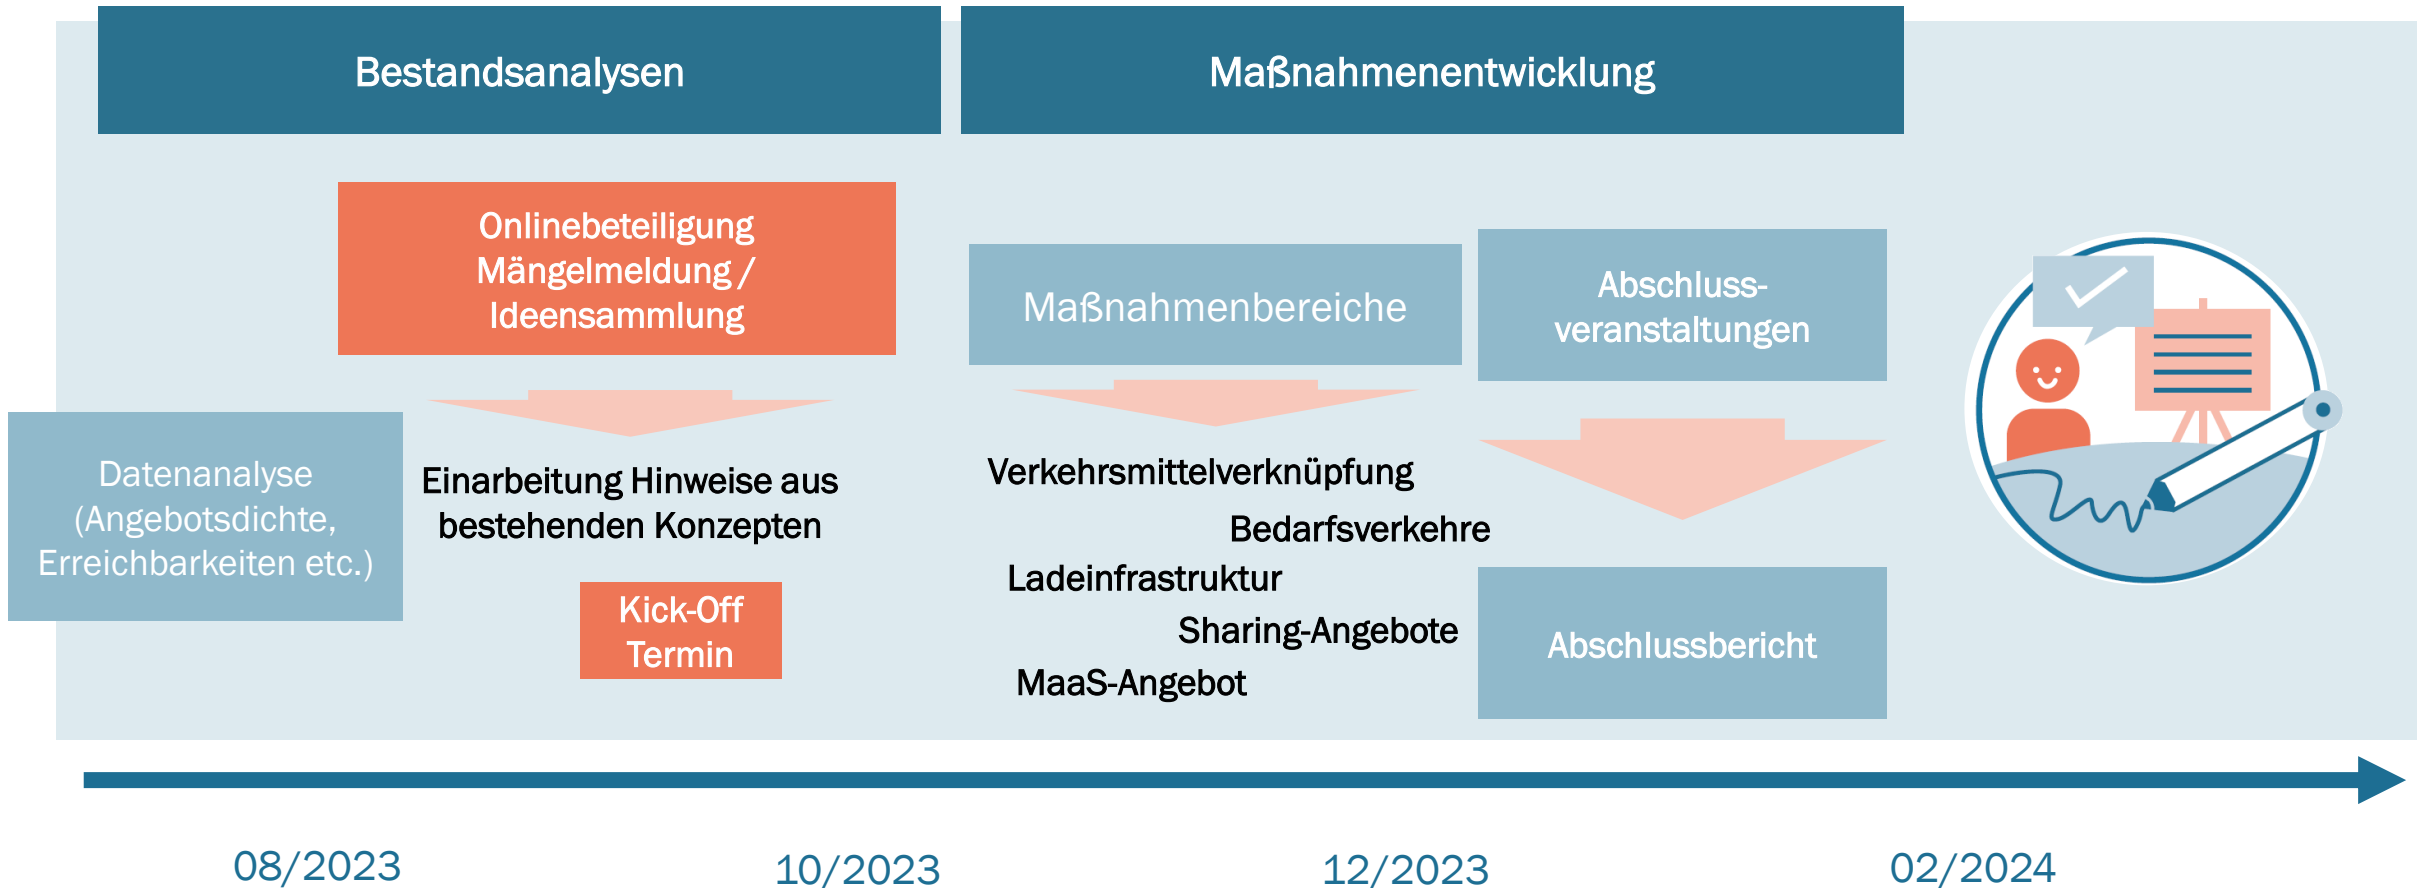 Bestandsanalysen
Maßnahmenentwicklung
Onlinebeteiligung
Mängelmeldung /
Ideensammlung
Maßnahmenbereiche
Abschluss-
veranstaltungen
Datenanalyse
(Angebotsdichte,
Erreichbarkeiten etc.)
Einarbeitung Hinweise aus
bestehenden Konzepten
Kick-Off
Termin
Verkehrsmittelverknüpfung
Bedarfsverkehre
Ladeinfrastruktur
Sharing-Angebote
MaaS-Angebot
Abschlussbericht
08/2023
10/2023
12/2023
02/2024